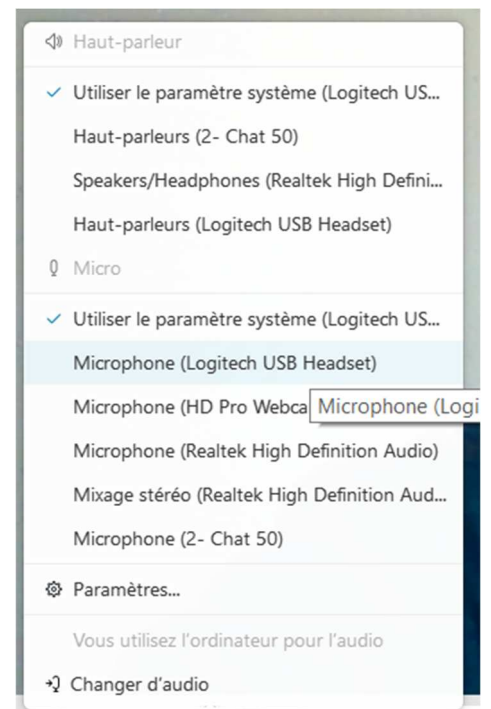 Haut-parleur
Utiliser le paramètre système (Logitech US...
Haut-parleurs (2- Chat 50)
Speakers/Headphones (Realtek High Defini...
Haut-parleurs (Logitech USB Headset)
Micro
Utiliser le paramètre système (Logitech US...
Microphone (Logitech USB Headset)
Microphone (HD Pro Webca Microphone (Logi
Microphone (Realtek High Definition Audio)
Mixage stéréo (Realtek High Definition Aud...
Microphone (2- Chat 50)
Paramètres...
Vous utilisez l'ordinateur pour l'audio
Changer d'audio